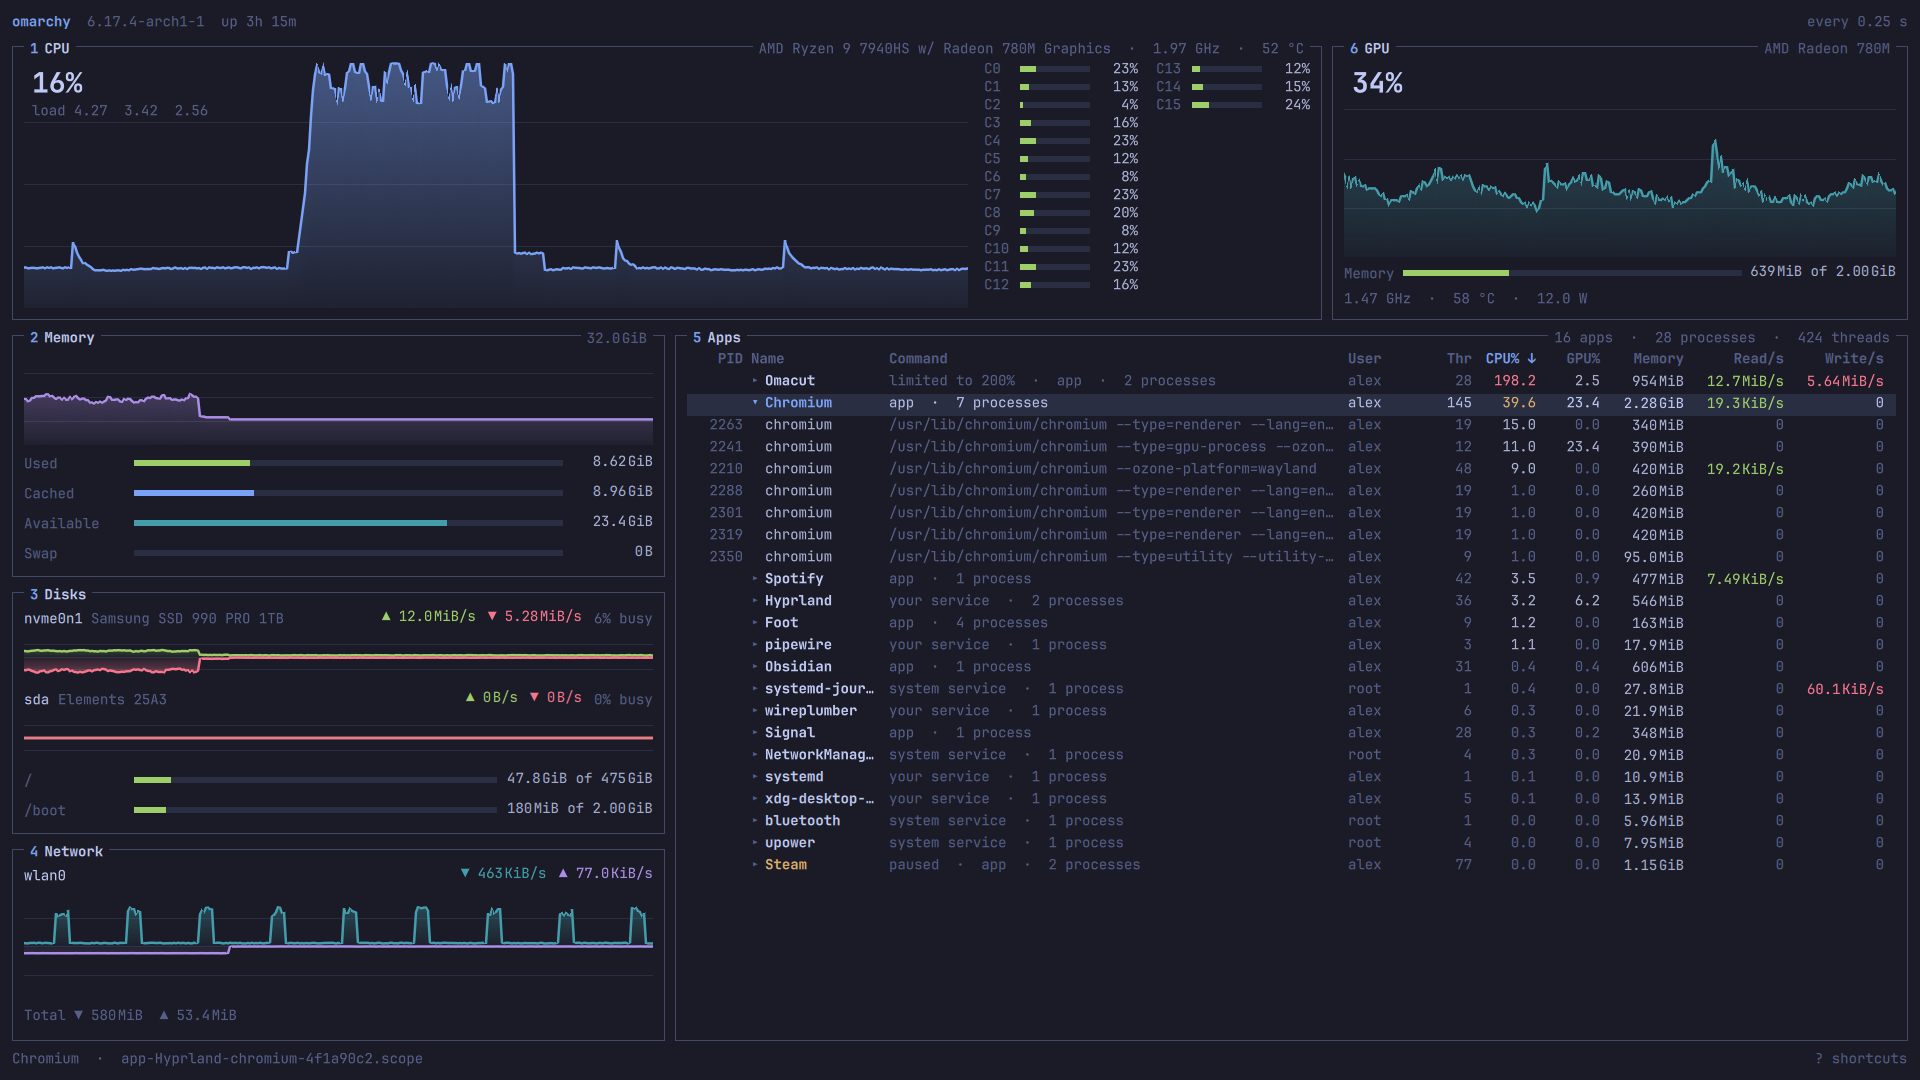 omarchy 6.17.4-arch1-1 up 3h 15m every 0.25 s
1 CPU AMD Ryzen 9 7940HS w/ Radeon 780M Graphics · 1.97 GHz · 52 °C
16%
load 4.27 3.42 2.56
C0 23% C13 12%
C1 13% C14 15%
C2 4% C15 24%
C3 16%
C4 23%
C5 12%
C6 8%
C7 23%
C8 20%
C9 8%
C10 12%
C11 23%
C12 16%
6 GPU AMD Radeon 780M
34%
Memory 639MiB of 2.00GiB
1.47 GHz · 58 °C · 12.0 W
2 Memory 32.0GiB
Used 8.62GiB
Cached 8.96GiB
Available 23.4GiB
Swap 0B
3 Disks
nvme0n1 Samsung SSD 990 PRO 1TB ▲ 12.0MiB/s ▼ 5.28MiB/s 6% busy
sda Elements 25A3 ▲ 0B/s ▼ 0B/s 0% busy
/ 47.8GiB of 475GiB
/boot 180MiB of 2.00GiB
4 Network
wlan0 ▼ 463KiB/s ▲ 77.0KiB/s
Total ▼ 580MiB ▲ 53.4MiB
5 Apps 16 apps · 28 processes · 424 threads
PID Name Command User Thr CPU% ↓ GPU% Memory Read/s Write/s
▸ Omacut limited to 200% · app · 2 processes alex 28 198.2 2.5 954MiB 12.7MiB/s 5.64MiB/s
▾ Chromium app · 7 processes alex 145 39.6 23.4 2.28GiB 19.3KiB/s 0
2263 chromium /usr/lib/chromium/chromium --type=renderer --lang=en… alex 19 15.0 0.0 340MiB 0 0
2241 chromium /usr/lib/chromium/chromium --type=gpu-process --ozon… alex 12 11.0 23.4 390MiB 0 0
2210 chromium /usr/lib/chromium/chromium --ozone-platform=wayland alex 48 9.0 0.0 420MiB 19.2KiB/s 0
2288 chromium /usr/lib/chromium/chromium --type=renderer --lang=en… alex 19 1.0 0.0 260MiB 0 0
2301 chromium /usr/lib/chromium/chromium --type=renderer --lang=en… alex 19 1.0 0.0 420MiB 0 0
2319 chromium /usr/lib/chromium/chromium --type=renderer --lang=en… alex 19 1.0 0.0 420MiB 0 0
2350 chromium /usr/lib/chromium/chromium --type=utility --utility-… alex 9 1.0 0.0 95.0MiB 0 0
▸ Spotify app · 1 process alex 42 3.5 0.9 477MiB 7.49KiB/s 0
▸ Hyprland your service · 2 processes alex 36 3.2 6.2 546MiB 0 0
▸ Foot app · 4 processes alex 9 1.2 0.0 163MiB 0 0
▸ pipewire your service · 1 process alex 3 1.1 0.0 17.9MiB 0 0
▸ Obsidian app · 1 process alex 31 0.4 0.4 606MiB 0 0
▸ systemd-jour… system service · 1 process root 1 0.4 0.0 27.8MiB 0 60.1KiB/s
▸ wireplumber your service · 1 process alex 6 0.3 0.0 21.9MiB 0 0
▸ Signal app · 1 process alex 28 0.3 0.2 348MiB 0 0
▸ NetworkManag… system service · 1 process root 4 0.3 0.0 20.9MiB 0 0
▸ systemd your service · 1 process alex 1 0.1 0.0 10.9MiB 0 0
▸ xdg-desktop-… your service · 1 process alex 5 0.1 0.0 13.9MiB 0 0
▸ bluetooth system service · 1 process root 1 0.0 0.0 5.96MiB 0 0
▸ upower system service · 1 process root 4 0.0 0.0 7.95MiB 0 0
▸ Steam paused · app · 2 processes alex 77 0.0 0.0 1.15GiB 0 0
Chromium · app-Hyprland-chromium-4f1a90c2.scope ? shortcuts